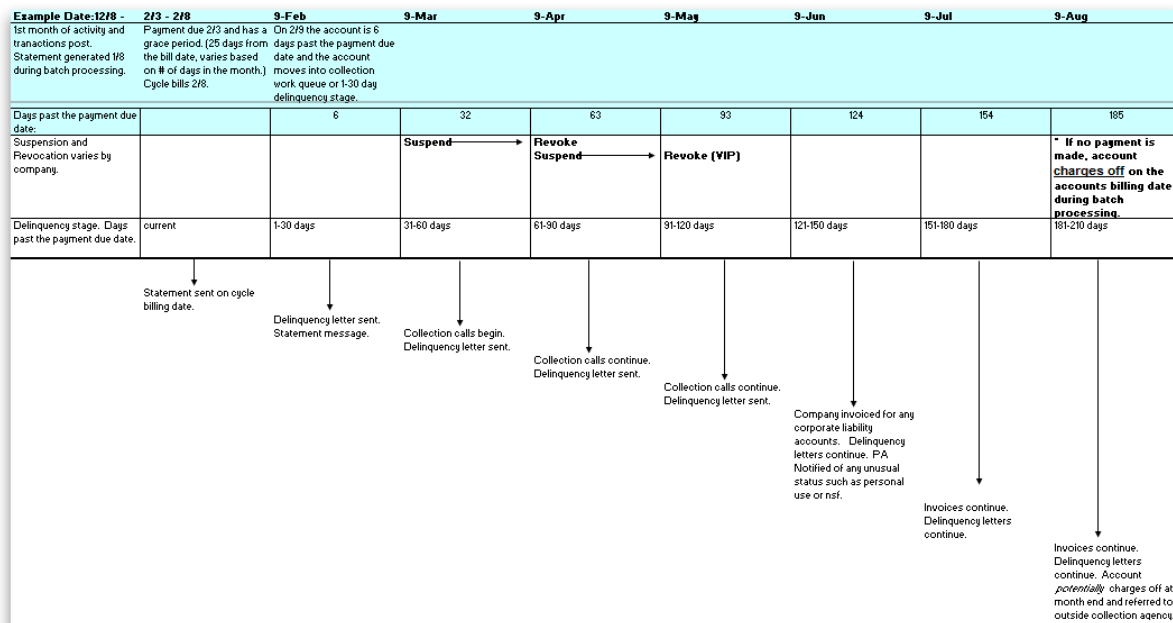 Example Date:12/8 -
2/3 - 2/8
9-Feb
9-Mar
9-Apr
9-May
9-Jun
9-Jul
9-Aug
1st month of activity and
tranactions post.
Statement generated 1/8
during batch processing.
Payment due 2/3 and has a
grace period. (25 days from
the bill date, varies based
on # of days in the month.)
Cycle bills 2/8.
On 2/9 the account is 6
days past the payment due
date and the account
moves into collection
work queue or 1-30 day
delinquency stage.
Days past the payment due
date:
6
32
63
93
124
154
185
Suspension and
Revocation varies by
company.
Suspend
Revoke
Suspend
Revoke (VIP)
* If no payment is
made, account
charges off on the
accounts billing date
during batch
processing.
Delinquency stage. Days
past the payment due date.
current
1-30 days
31-60 days
61-90 days
91-120 days
121-150 days
151-180 days
181-210 days
Statement sent on cycle
billing date.
Delinquency letter sent.
Statement message.
Collection calls begin.
Delinquency letter sent.
Collection calls continue.
Delinquency letter sent.
Collection calls continue.
Delinquency letter sent.
Company invoiced for any
corporate liability
accounts. Delinquency
letters continue. PA
Notified of any unusual
status such as personal
use or nsf.
Invoices continue.
Delinquency letters
continue.
Invoices continue.
Delinquency letters
continue. Account
potentially charges off at
month end and referred to
outside collection agency.